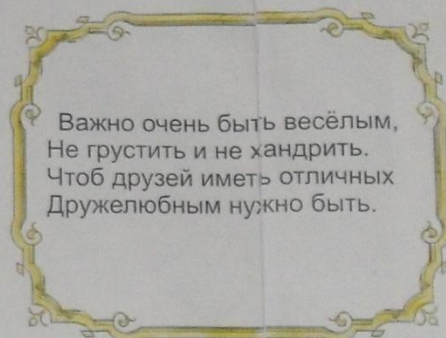 Важно очень быть весёлым,
Не грустить и не хандрить.
Чтоб друзей иметь отличных
Дружелюбным нужно быть.